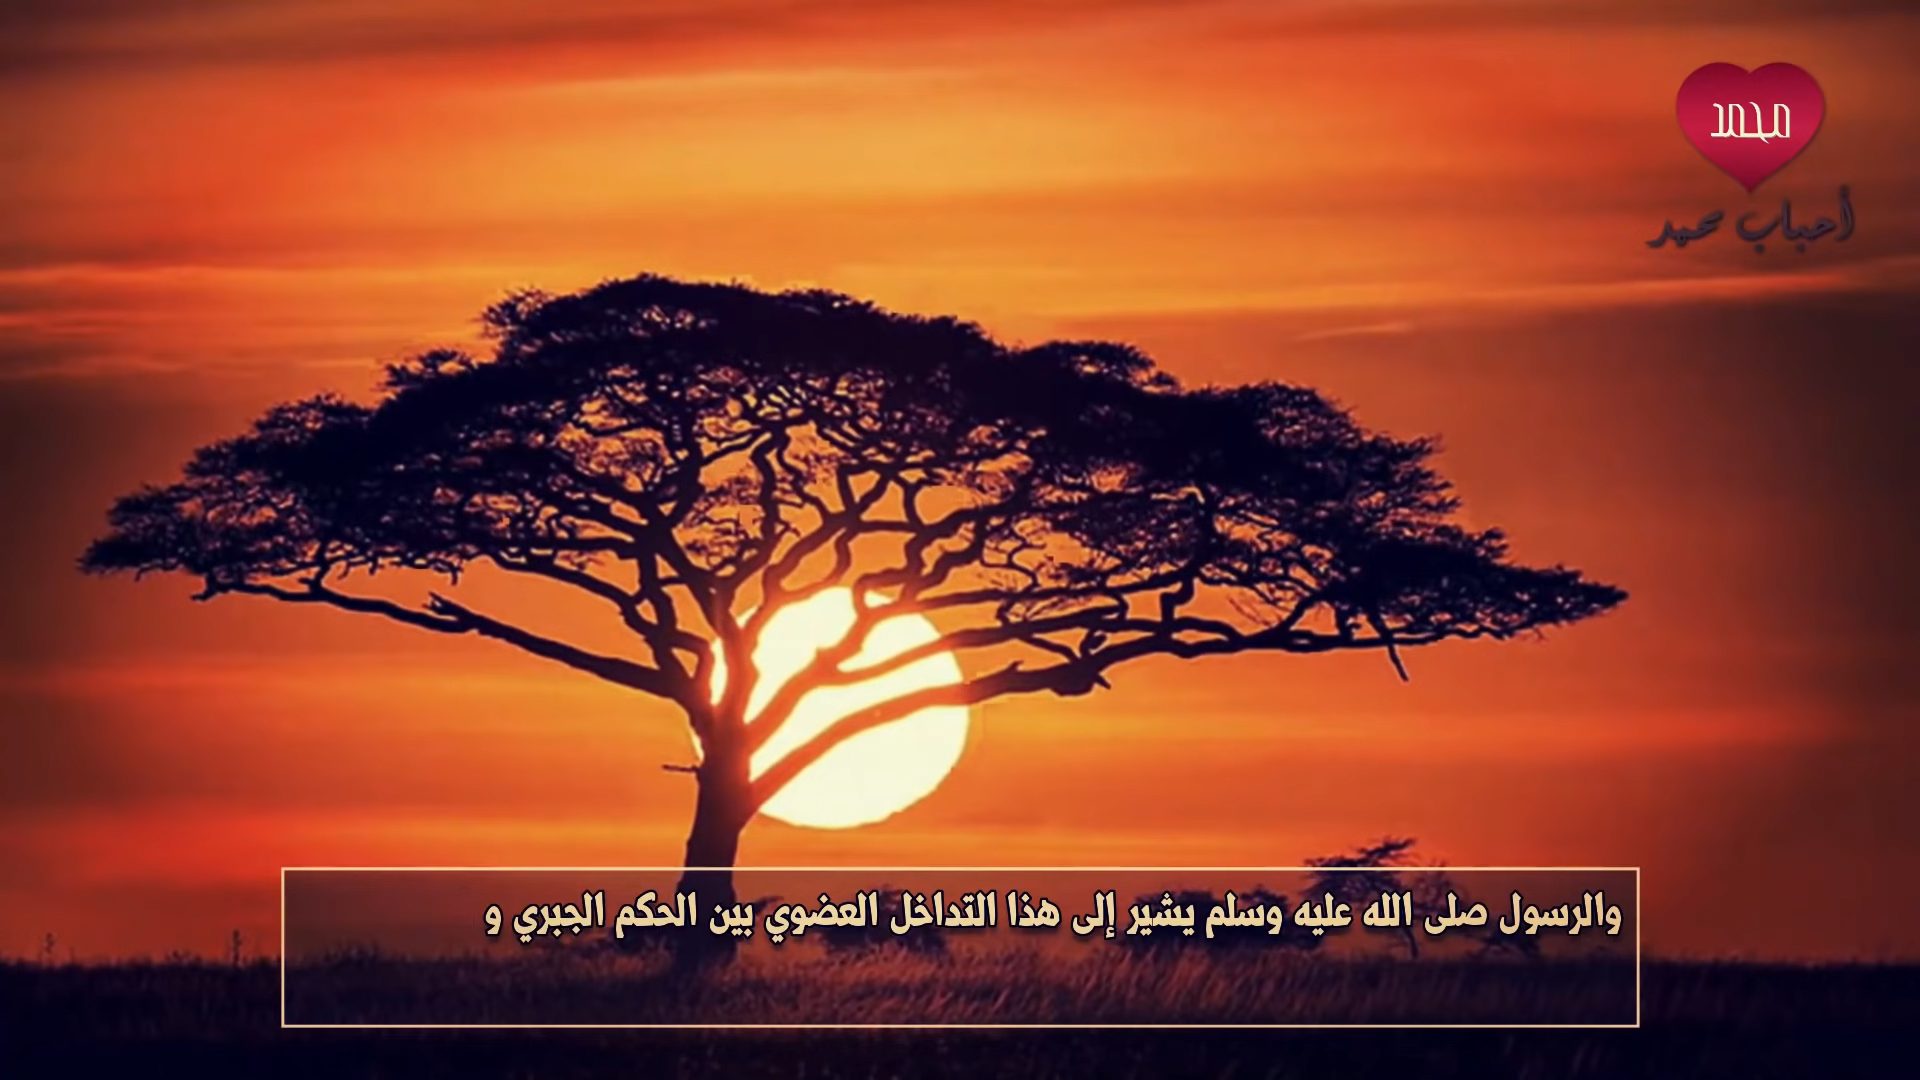 محمد
أحباب محمد
والرسول صلى الله عليه وسلم يشير إلى هذا التداخل العضوي بين الحكم الجبري و